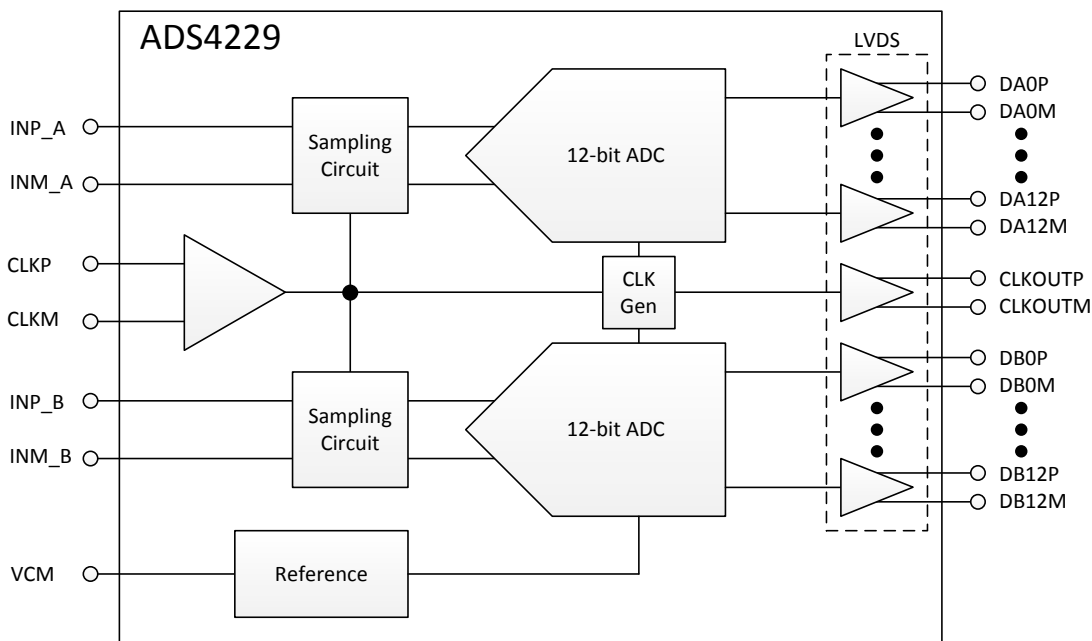 ADS4229
LVDS
INP_A
INM_A
Sampling
Circuit
12-bit ADC
DA0P
DA0M
DA12P
DA12M
CLKP
CLKM
CLK
Gen
CLKOUTP
CLKOUTM
INP_B
INM_B
Sampling
Circuit
12-bit ADC
DB0P
DB0M
DB12P
DB12M
VCM
Reference